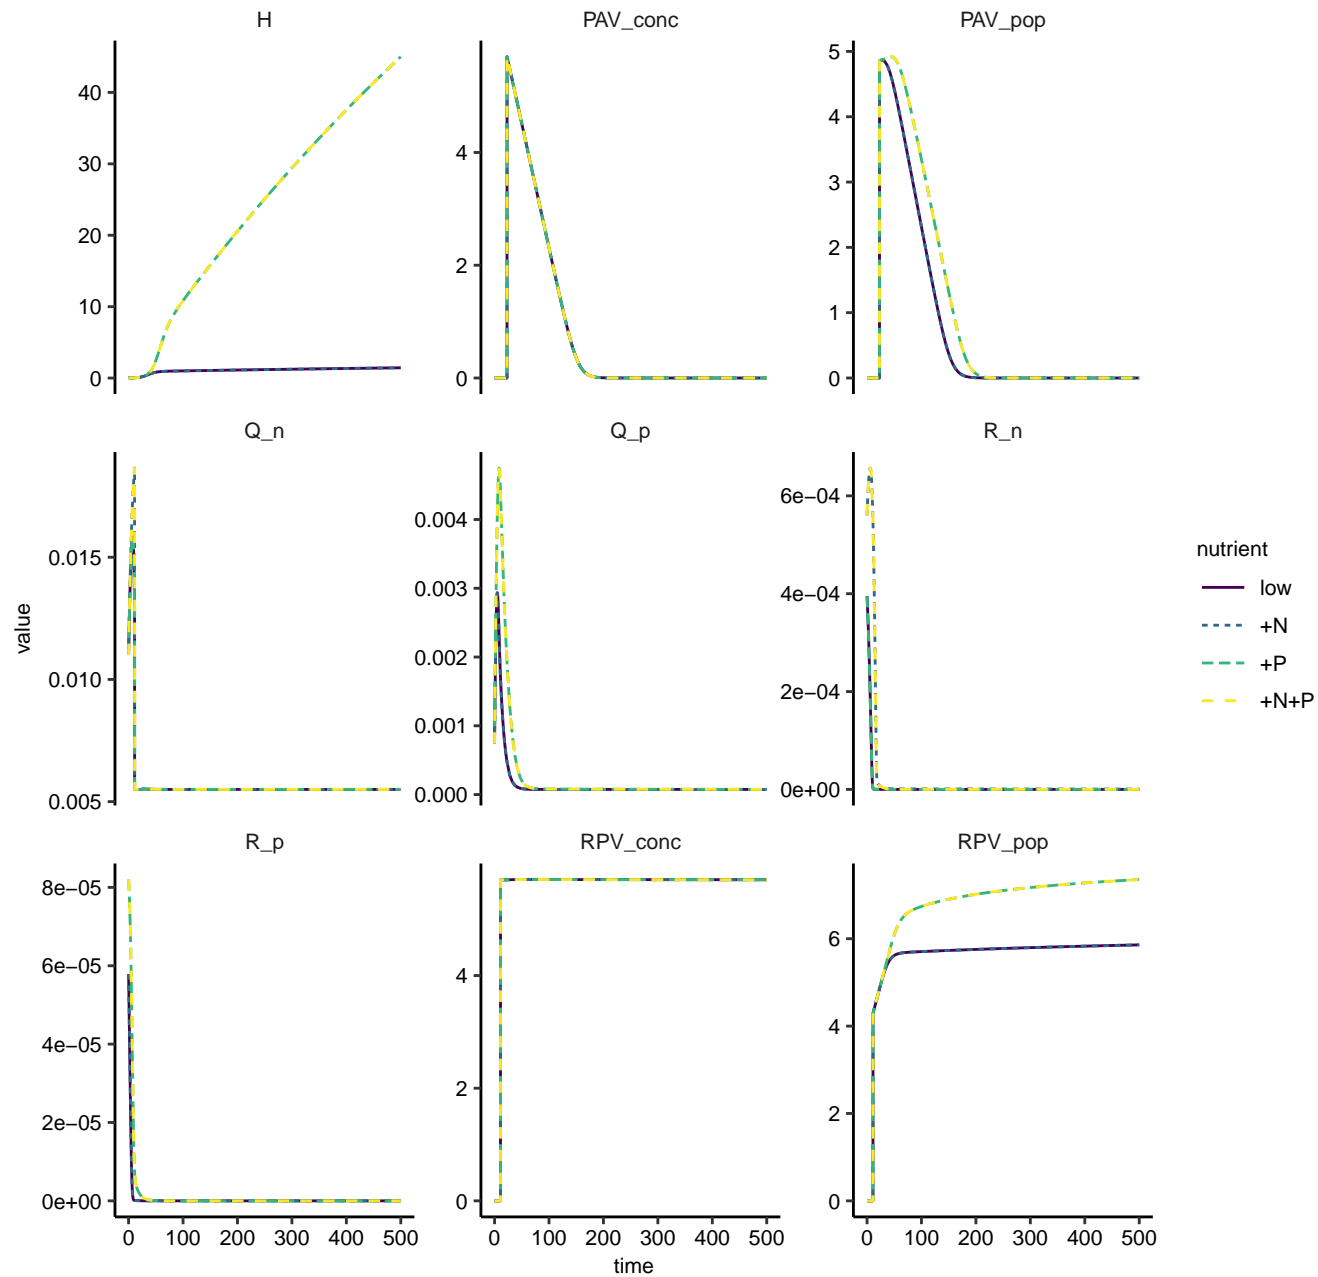 H
PAV_conc
PAV_pop
40
30
20
10
0
4
2
0
5
4
3
2
1
0
Q_n
Q_p
R_n
0.015
0.010
0.005
0.004
0.003
0.002
0.001
0.000
6e−04
4e−04
2e−04
0e+00
R_p
RPV_conc
RPV_pop
8e−05
6e−05
4e−05
2e−05
0e+00
4
2
0
6
4
2
0
0 100 200 300 400 500
0 100 200 300 400 500
0 100 200 300 400 500
time
value
nutrient
low
+N
+P
+N+P